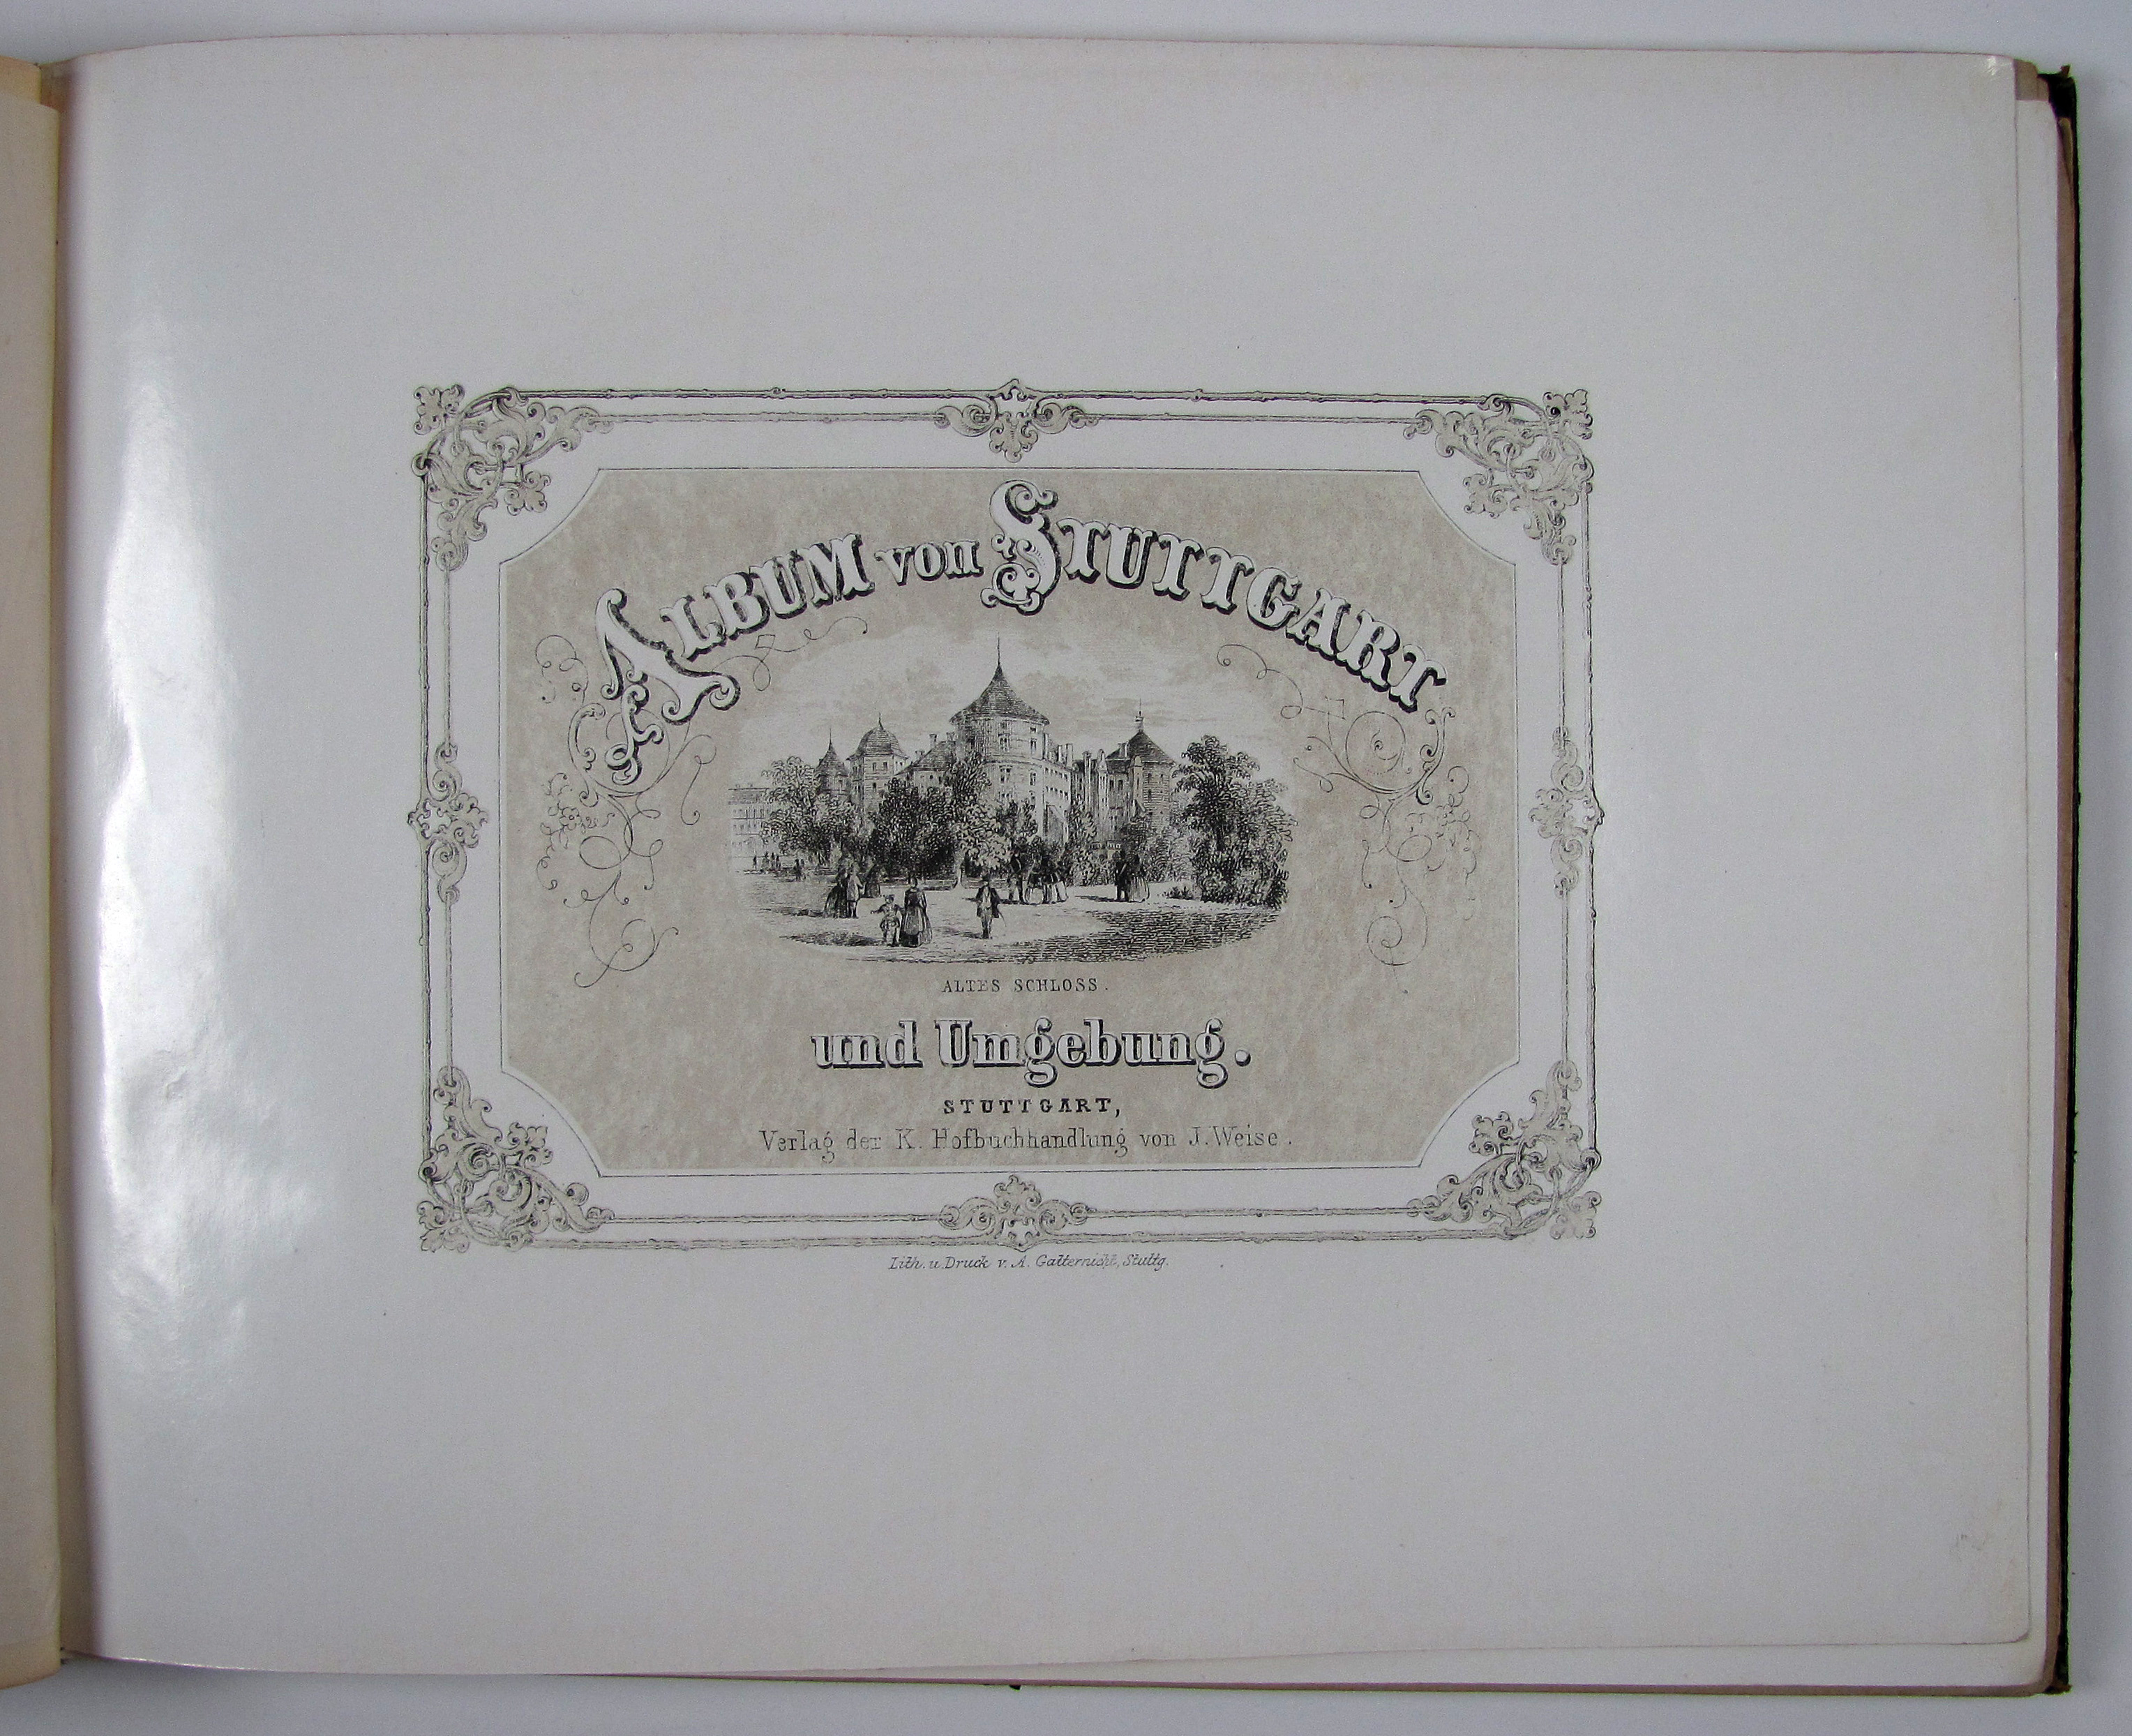 ALBUM von STUTTGART
ALTES SCHLOSS.
und Umgebung.
STUTTGART,
Verlag der K. Hofbuchhandlung von J. Weise.
Lith. u. Druck v. A. Gatternicht, Stuttg.